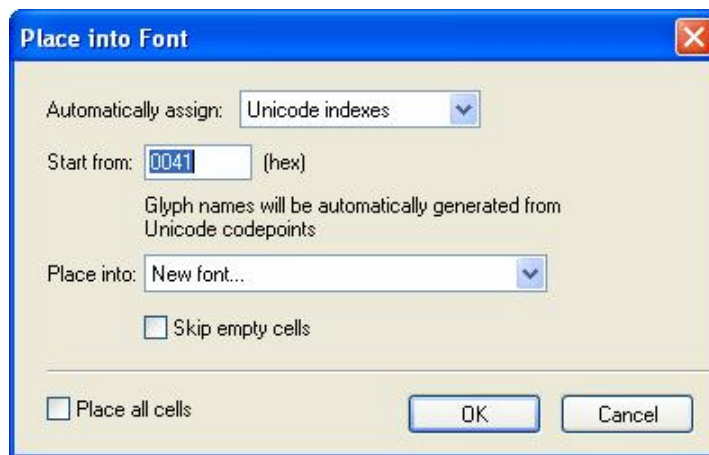 Place into Font
Automatically assign: Unicode indexes
Start from: 0041 (hex)
Glyph names will be automatically generated from
Unicode codepoints
Place into: New font...
Skip empty cells
Place all cells OK Cancel